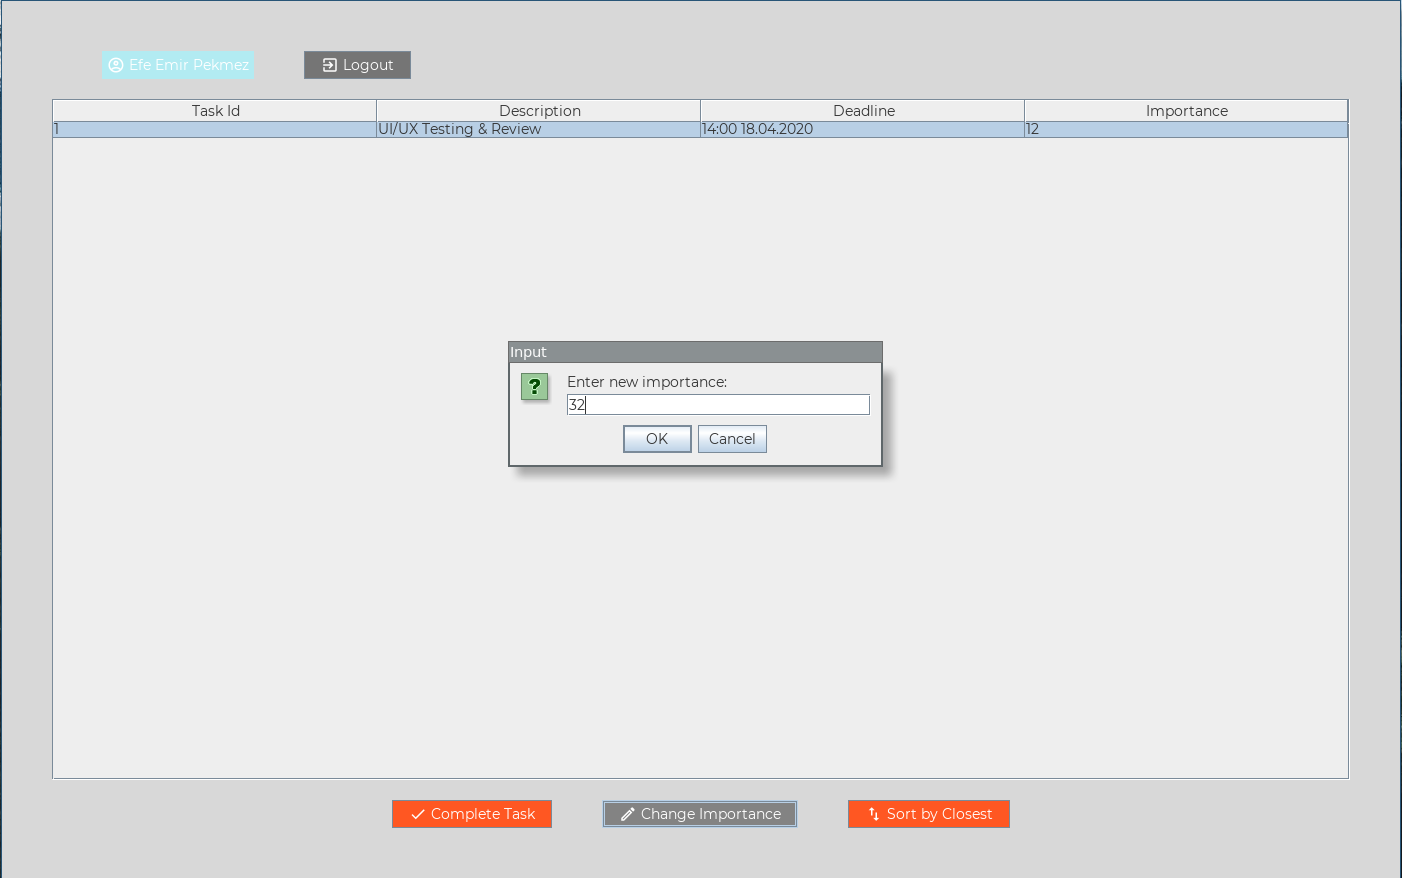 Efe Emir Pekmez
Logout
Task Id Description Deadline Importance
1 UI/UX Testing & Review 14:00 18.04.2020 12
Input
?
Enter new importance:
32
OK Cancel
Complete Task Change Importance Sort by Closest